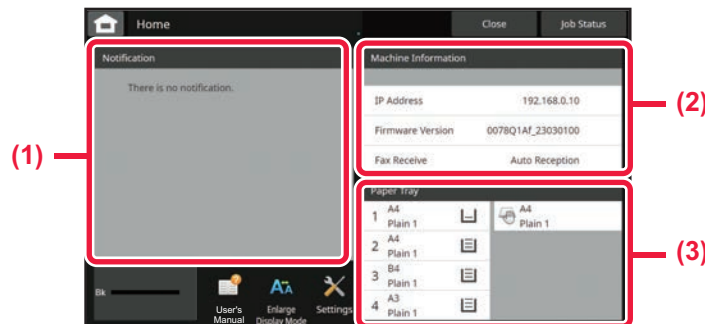 Home
Close
Job Status
Notification
There is no notification.
Machine Information
IP Address 192.168.0.10
Firmware Version 0078Q1Af_23030100
Fax Receive Auto Reception
Paper Tray
1 A4
Plain 1
2 A4
Plain 1
3 B4
Plain 1
4 A3
Plain 1
A4
Plain 1
Bk
User's
Manual
Enlarge
Display Mode
Settings
(1)
(2)
(3)